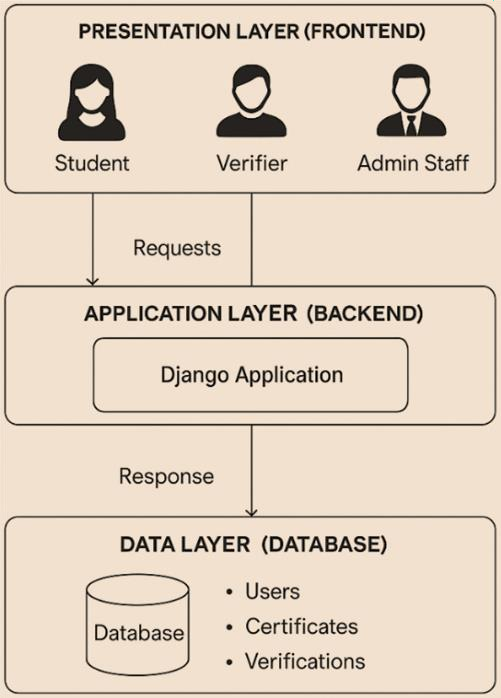 PRESENTATION LAYER (FRONTEND)
Student Verifier Admin Staff
Requests
APPLICATION LAYER (BACKEND)
Django Application
Response
DATA LAYER (DATABASE)
Database
• Users
• Certificates
• Verifications